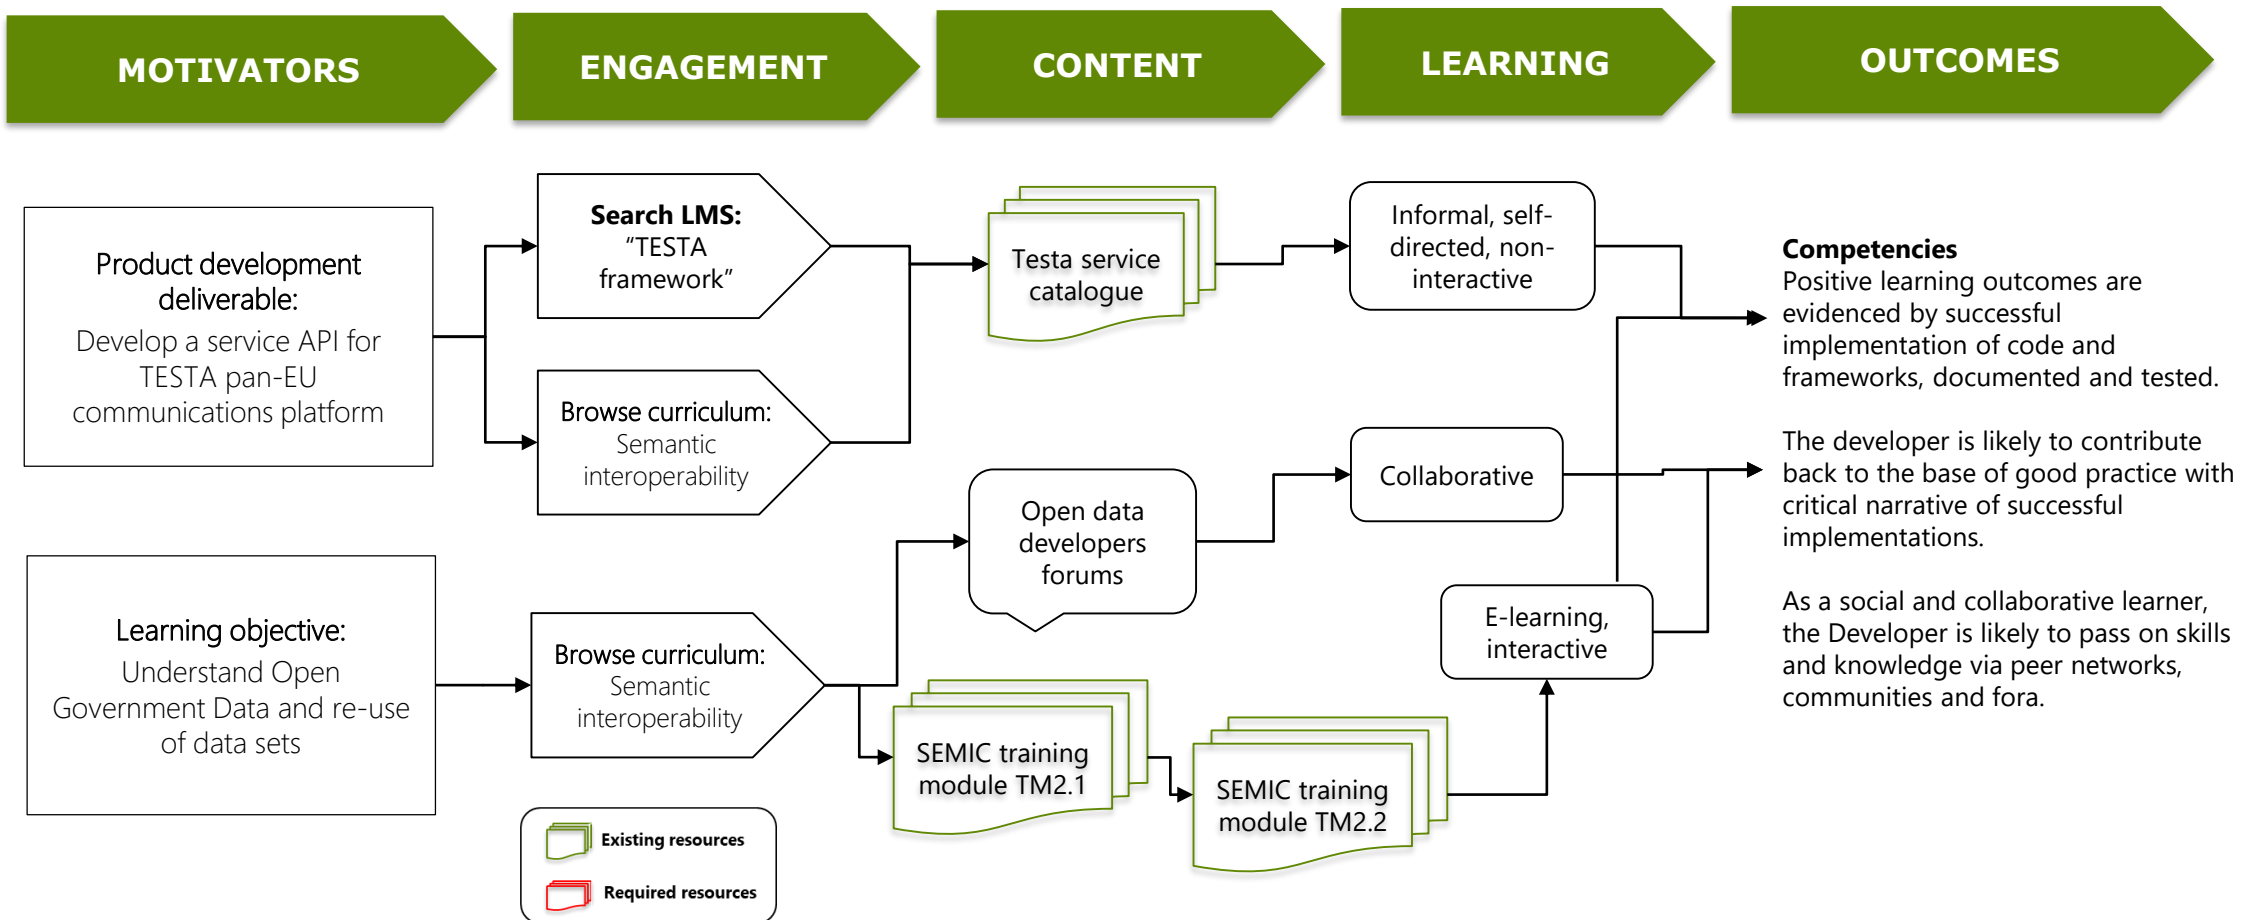 MOTIVATORS
ENGAGEMENT
CONTENT
LEARNING
OUTCOMES
Product development
deliverable:
Develop a service API for
TESTA pan-EU
communications platform
Search LMS:
“TESTA
framework”
Browse curriculum:
Semantic
interoperability
Testa service
catalogue
Informal, self-
directed, non-
interactive
Open data
developers
forums
Collaborative
Learning objective:
Understand Open
Government Data and re-use
of data sets
Browse curriculum:
Semantic
interoperability
SEMIC training
module TM2.1
SEMIC training
module TM2.2
E-learning,
interactive
Competencies
Positive learning outcomes are
evidenced by successful
implementation of code and
frameworks, documented and tested.
The developer is likely to contribute
back to the base of good practice with
critical narrative of successful
implementations.
As a social and collaborative learner,
the Developer is likely to pass on skills
and knowledge via peer networks,
communities and fora.
Existing resources
Required resources